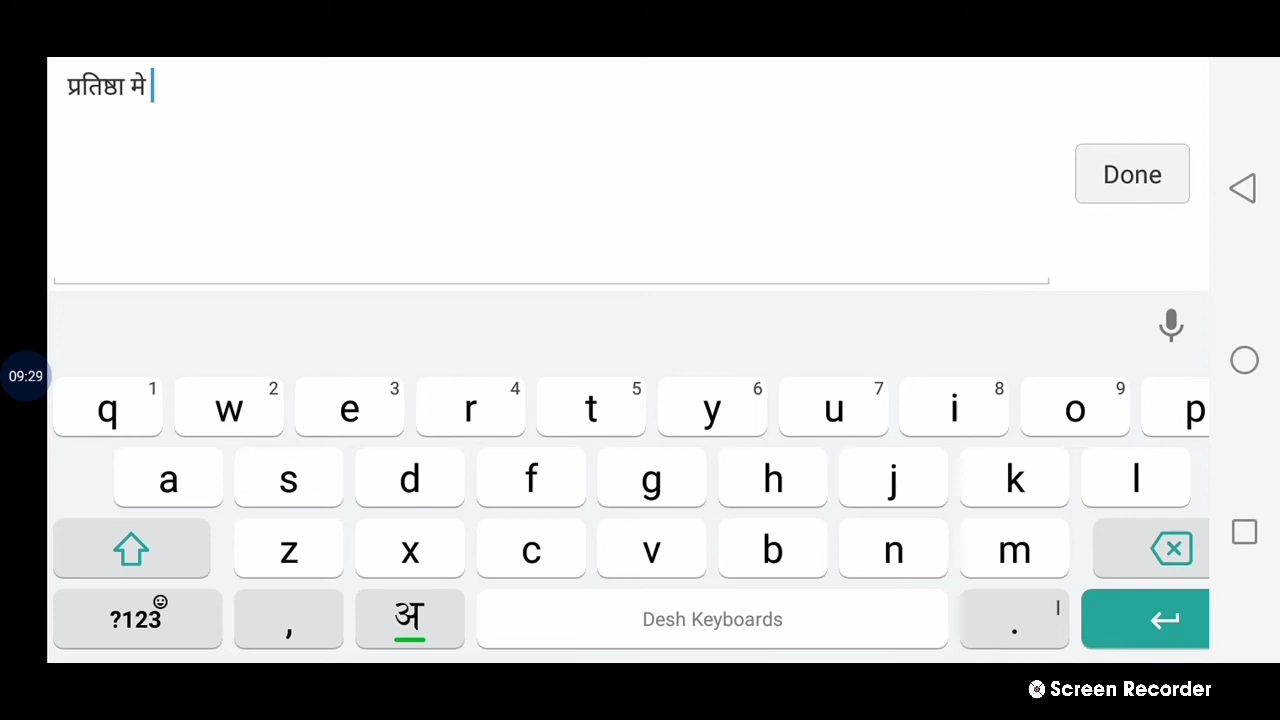 प्रतिष्ठा मे
Done
09:29
q 1 w 2 e 3 r 4 t 5 y 6 u 7 i 8 o 9 p
a s d f g h j k l
z x c v b n m
?123 , अ Desh Keyboards . |
Screen Recorder